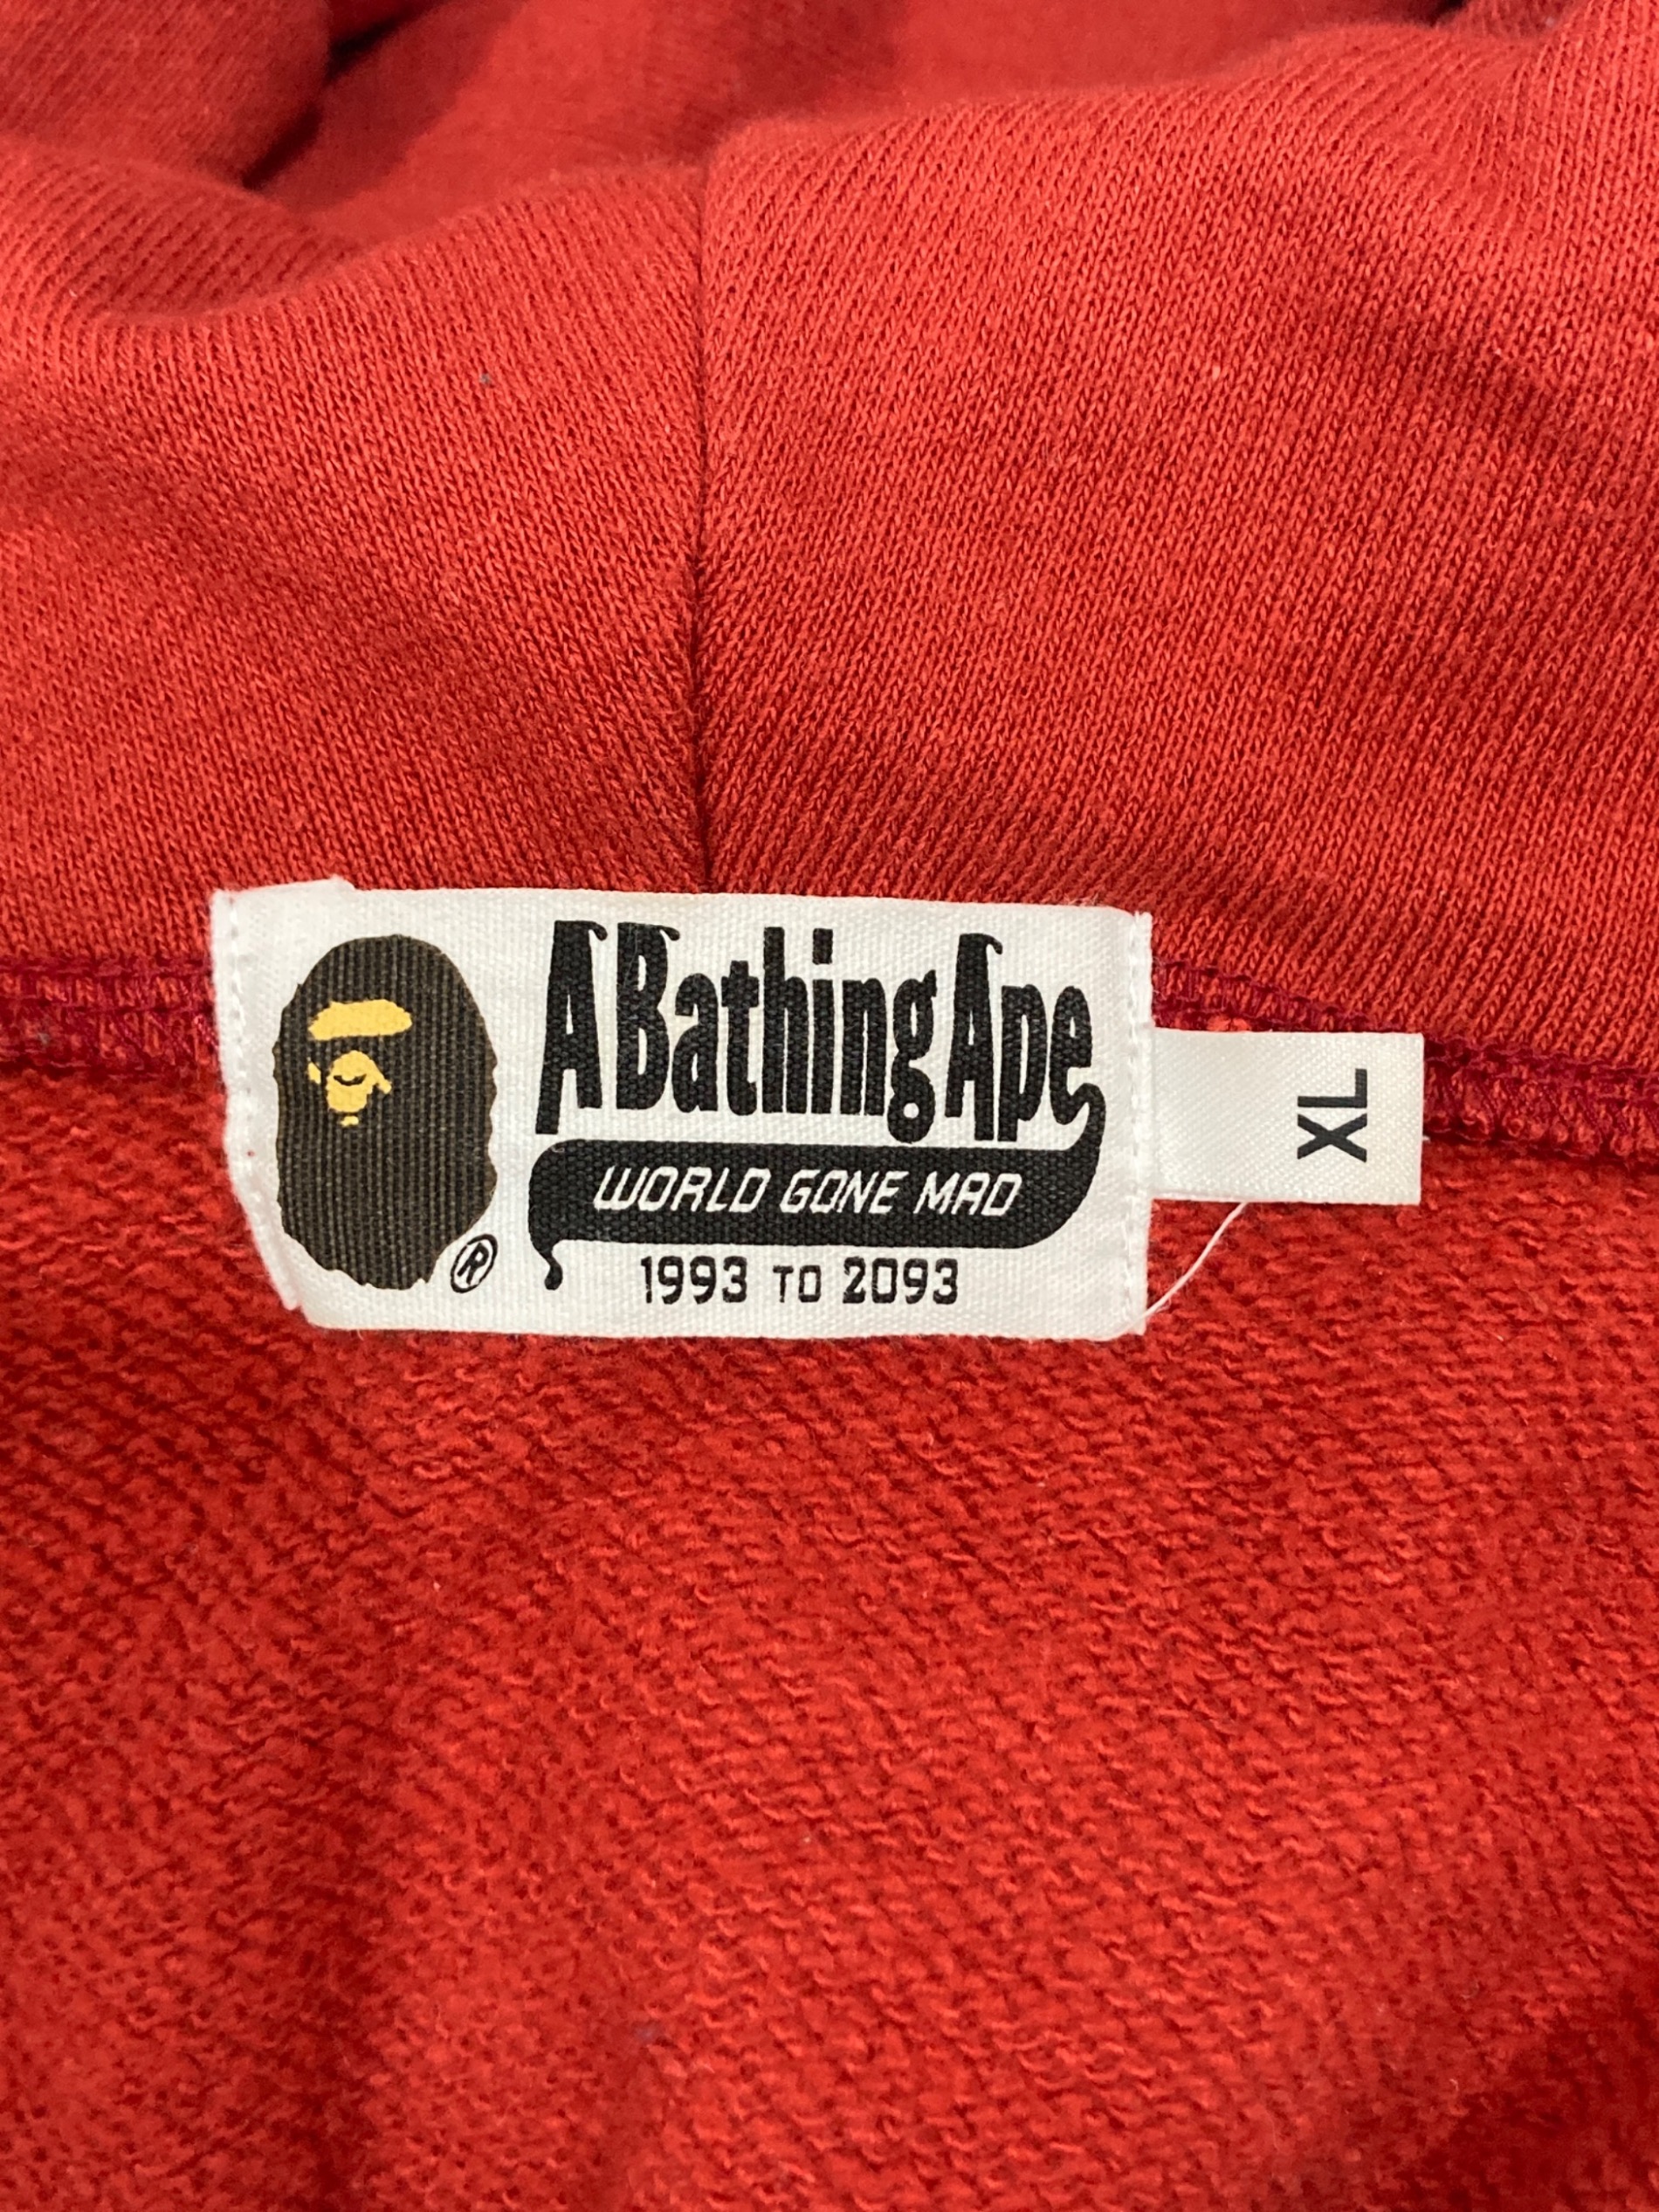 A Bathing Ape
WORLD GONE MAD
1993 TO 2093
®
XL